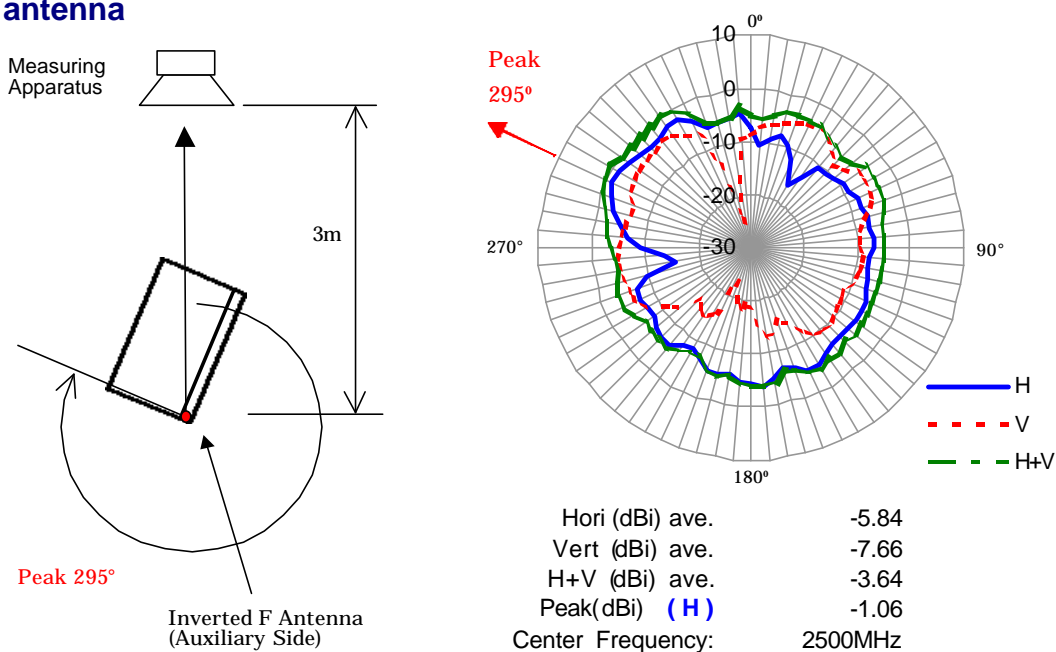 antenna
Measuring
Apparatus
3m
Peak 295°
Inverted F Antenna
(Auxiliary Side)
Peak
295º
0º
10
0
-10
-20
-30
270°
90°
180º
H
V
H+V
Hori (dBi) ave. -5.84
Vert (dBi) ave. -7.66
H+V (dBi) ave. -3.64
Peak(dBi) ( H ) -1.06
Center Frequency: 2500MHz